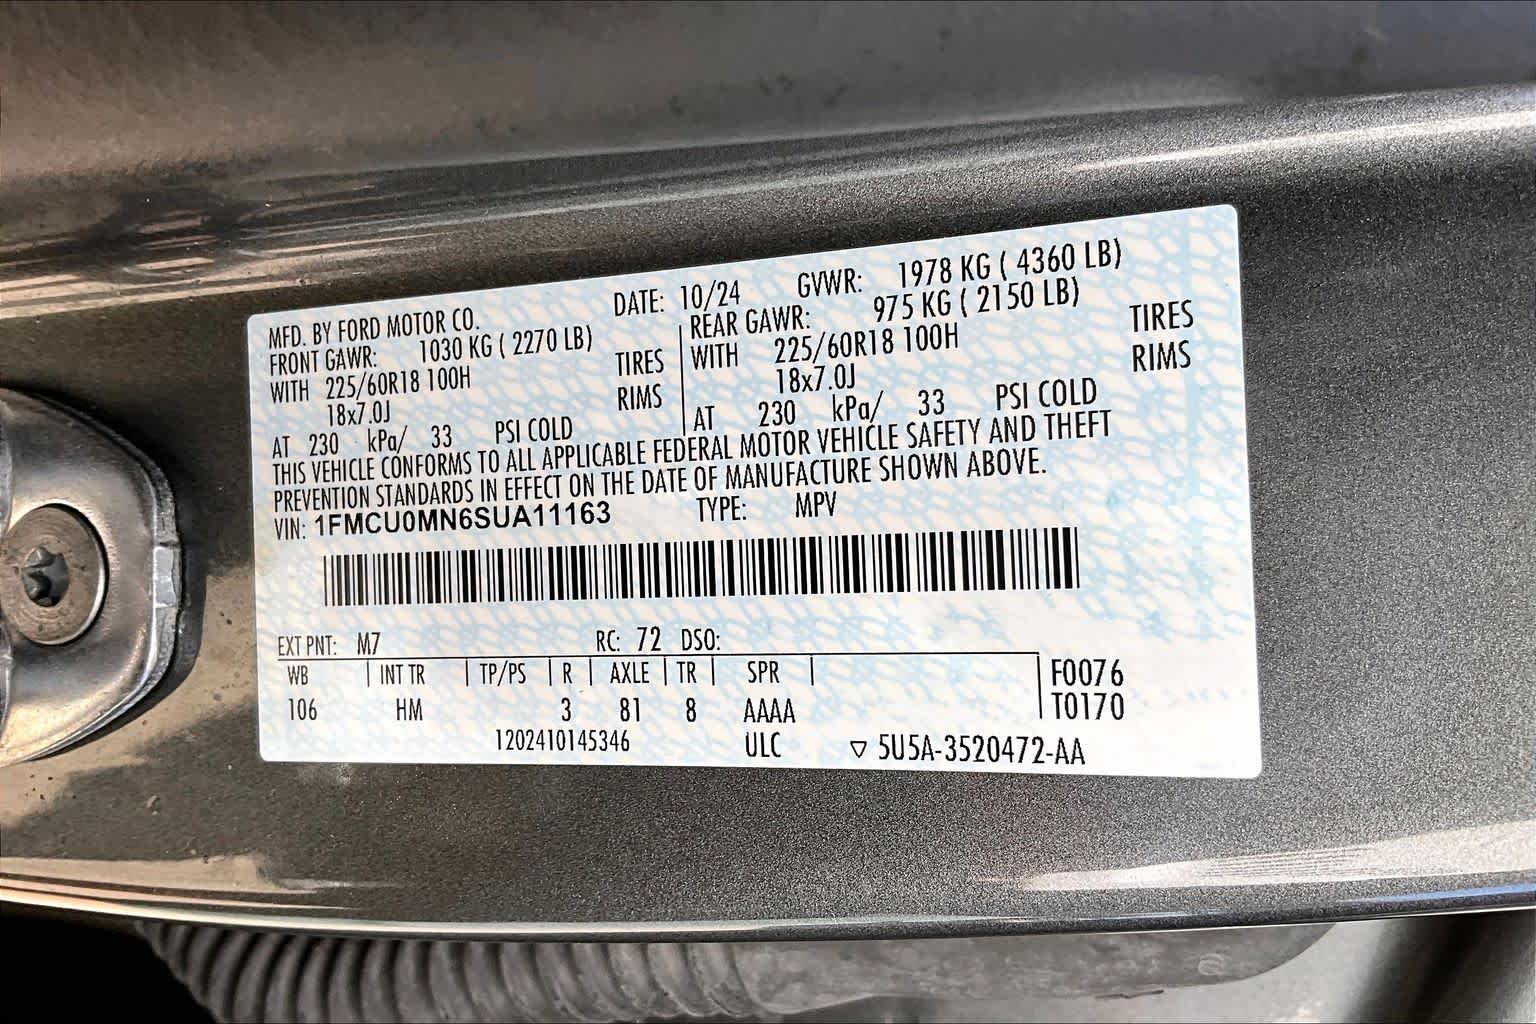 MFD. BY FORD MOTOR CO. DATE: 10/24 GVWR: 1978 KG ( 4360 LB)
FRONT GAWR: 1030 KG ( 2270 LB) REAR GAWR: 975 KG ( 2150 LB)
WITH 225/60R18 100H TIRES WITH 225/60R18 100H TIRES
18x7.0J RIMS 18x7.0J RIMS
AT 230 kPa/ 33 PSI COLD AT 230 kPa/ 33 PSI COLD
THIS VEHICLE CONFORMS TO ALL APPLICABLE FEDERAL MOTOR VEHICLE SAFETY AND THEFT
PREVENTION STANDARDS IN EFFECT ON THE DATE OF MANUFACTURE SHOWN ABOVE.
VIN: 1FMCU0MN6SUA11163 TYPE: MPV
EXT PNT: M7 RC: 72 DSO:
WB INT TR TP/PS R AXLE TR SPR F0076
106 HM 3 81 8 AAAA T0170
1202410145346 ULC ▽ 5U5A-3520472-AA